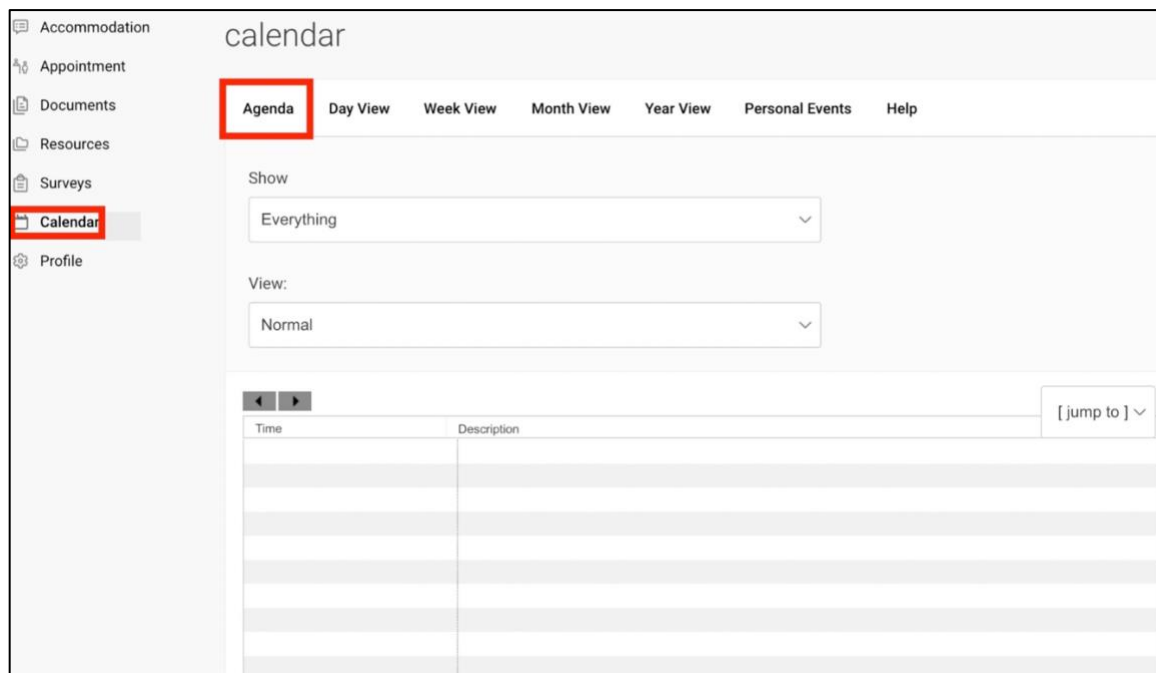 Accommodation
Appointment
Documents
Resources
Surveys
Calendar
Profile
calendar
Agenda Day View Week View Month View Year View Personal Events Help
Show
Everything
View:
Normal
[ jump to ]
Time Description